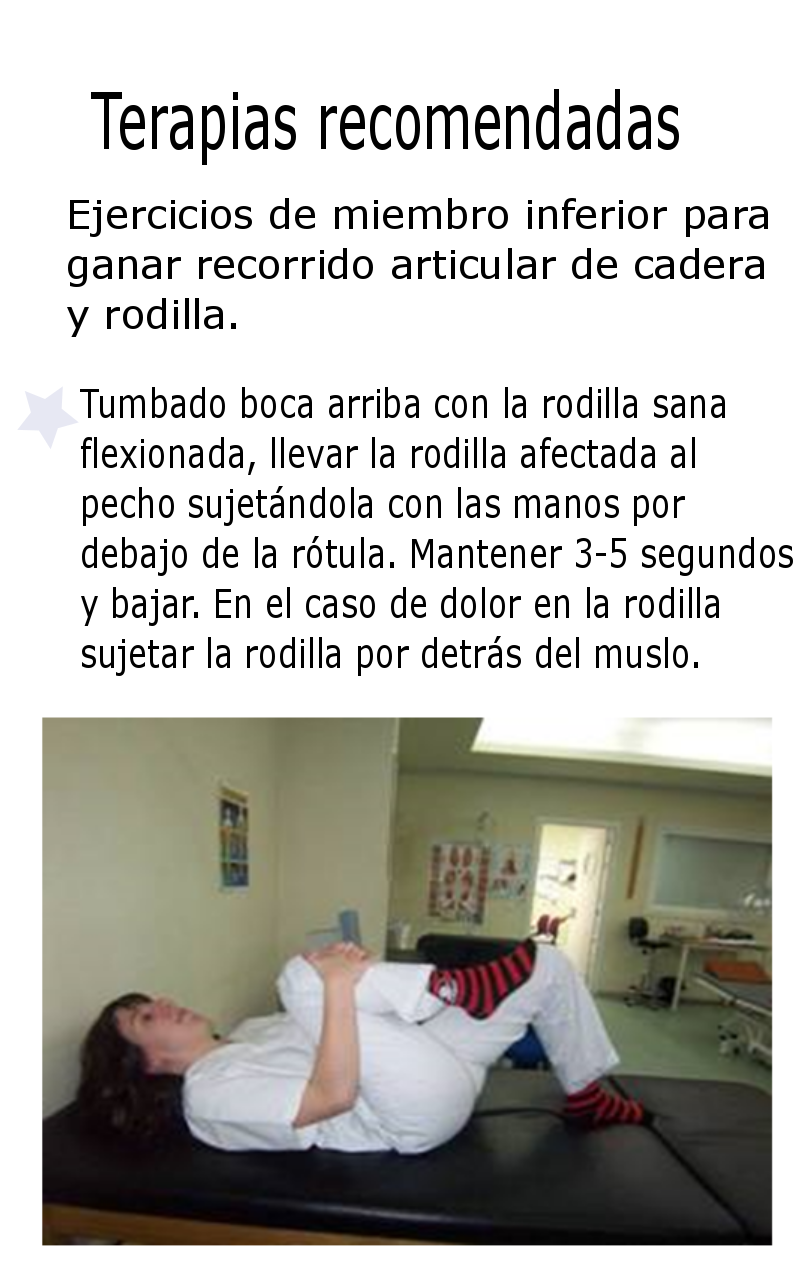 Terapias recomendadas
Ejercicios de miembro inferior para
ganar recorrido articular de cadera
y rodilla.
Tumbado boca arriba con la rodilla sana
flexionada, llevar la rodilla afectada al
pecho sujetándola con las manos por
debajo de la rótula. Mantener 3-5 segundos
y bajar. En el caso de dolor en la rodilla
sujetar la rodilla por detrás del muslo.